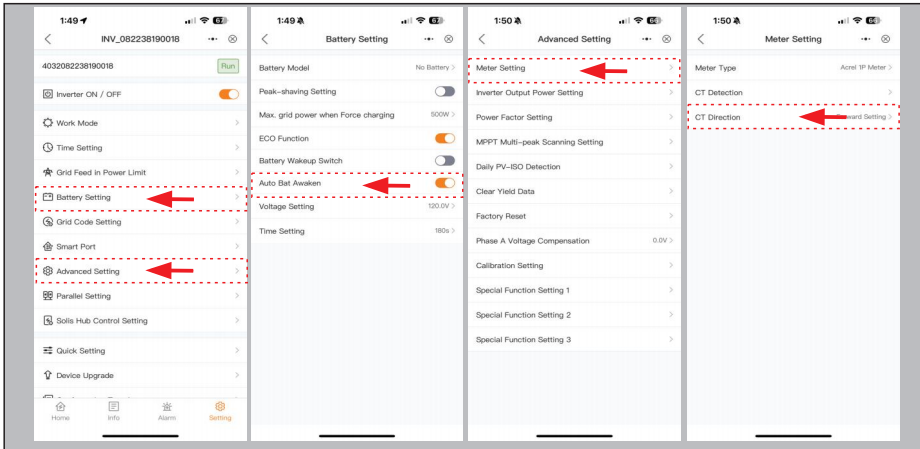 1:49
67
INV_082238190018
4032082238190018
Run
Inverter ON / OFF
Work Mode
Time Setting
Grid Feed in Power Limit
Battery Setting
Grid Code Setting
Smart Port
Advanced Setting
Parallel Setting
Solis Hub Control Setting
Quick Setting
Device Upgrade
Home Info Alarm Setting
1:49
67
Battery Setting
Battery Model No Battery
Peak-shaving Setting
Max. grid power when Force charging 500W
ECO Function
Battery Wakeup Switch
Auto Bat Awaken
Voltage Setting 120.0V
Time Setting 180s
1:50
66
Advanced Setting
Meter Setting
Inverter Output Power Setting
Power Factor Setting
MPPT Multi-peak Scanning Setting
Daily PV-ISO Detection
Clear Yield Data
Factory Reset
Phase A Voltage Compensation 0.0V
Calibration Setting
Special Function Setting 1
Special Function Setting 2
Special Function Setting 3
1:50
66
Meter Setting
Meter Type Acrel 1P Meter
CT Detection
CT Direction Setting